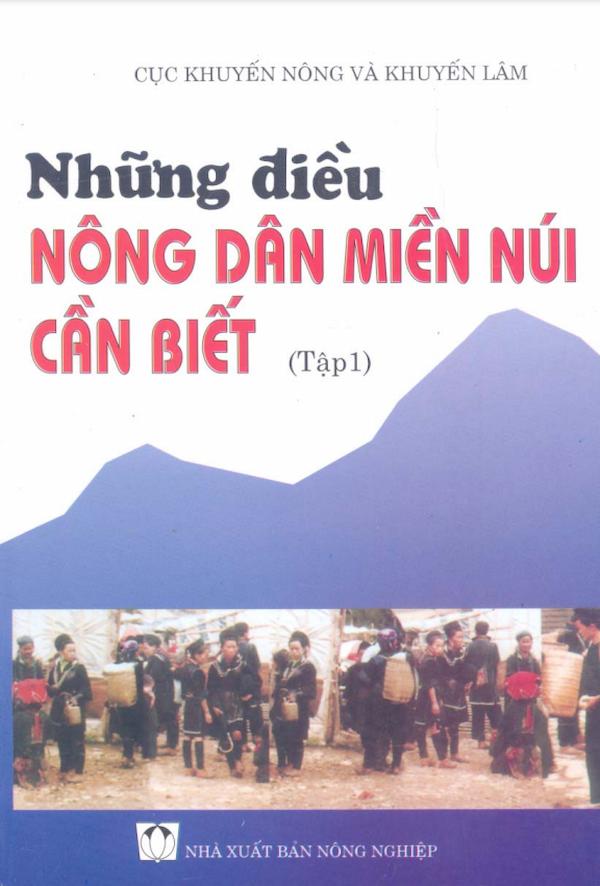 CỤC KHUYẾN NÔNG VÀ KHUYẾN LÂM
Những điều
NÔNG DÂN MIỀN NÚI
CẦN BIẾT (Tập1)
NHÀ XUẤT BẢN NÔNG NGHIỆP